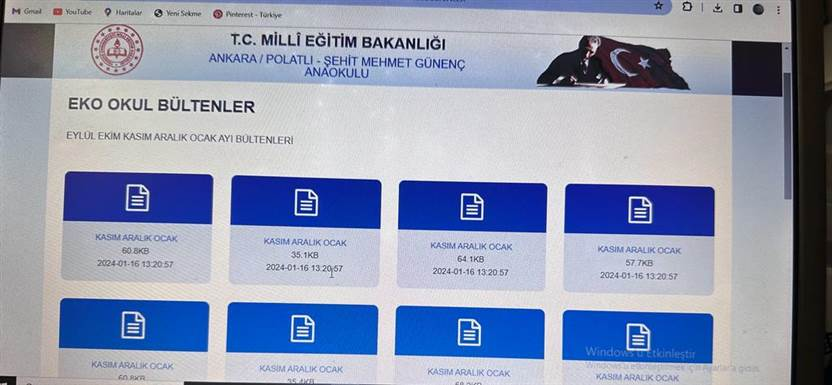 Gmail YouTube Haritalar Yeni Sekme Pinterest - Türkiye
T.C. MİLLÎ EĞİTİM BAKANLIĞI
ANKARA / POLATLI - ŞEHİT MEHMET GÜNENÇ
ANAOKULU
EKO OKUL BÜLTENLER
EYLÜL EKİM KASIM ARALIK OCAK AYI BÜLTENLERİ
KASIM ARALIK OCAK
60.8KB
2024-01-16 13:20:57
KASIM ARALIK OCAK
35.1KB
2024-01-16 13:20:57
KASIM ARALIK OCAK
64.1KB
2024-01-16 13:20:57
KASIM ARALIK OCAK
57.7KB
2024-01-16 13:20:57
KASIM ARALIK OCAK
60.8KB
KASIM ARALIK OCAK
35.4KB
KASIM ARALIK OCAK
KASIM ARALIK OCAK
Windows'u Etkinleştir
Windows'u etkinleştirmek için Ayarlar'a gidin.